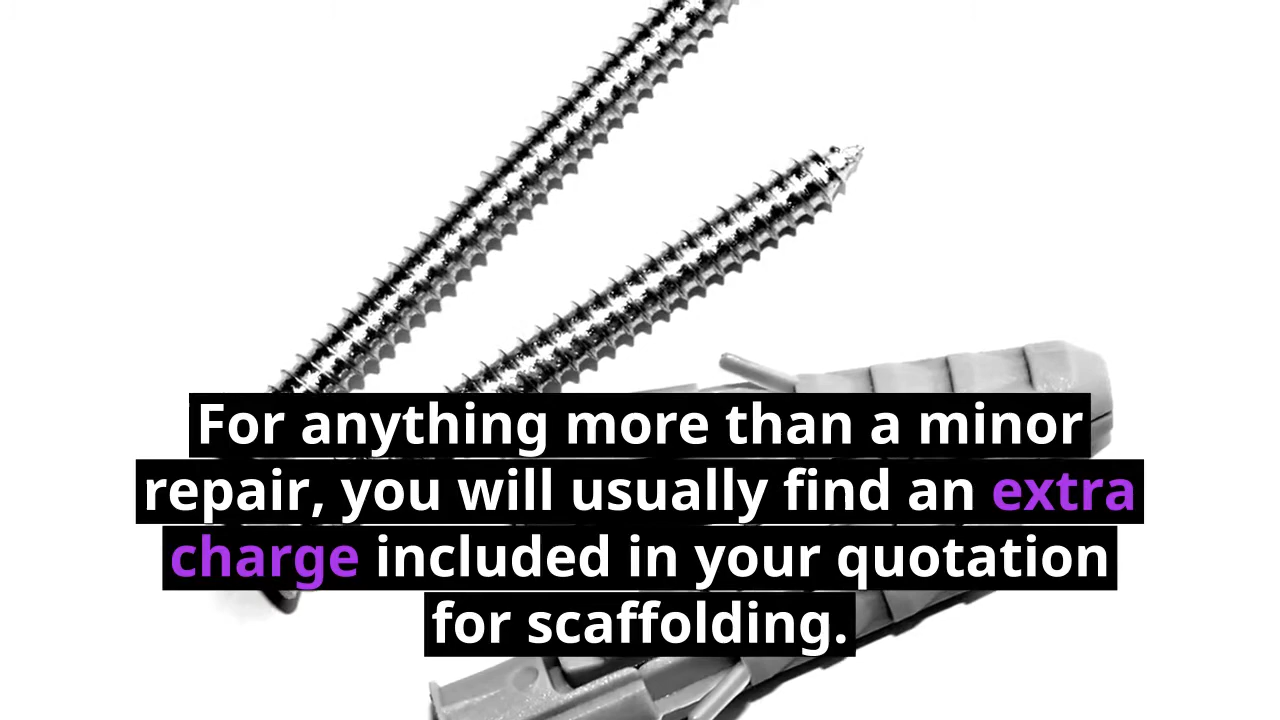 For anything more than a minor
repair, you will usually find an extra
charge included in your quotation
for scaffolding.